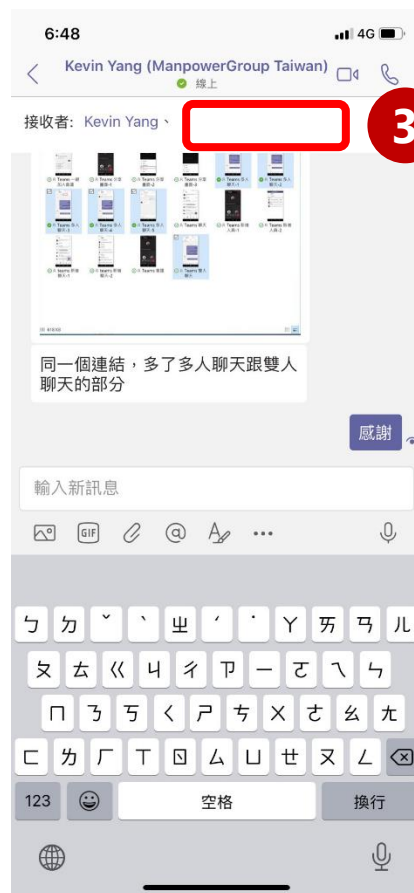 6:48
4G
Kevin Yang (ManpowerGroup Taiwan)
線上
接收者: Kevin Yang、
3
同一個連結，多了多人聊天跟雙人
聊天的部分
感謝
輸入新訊息
GIF
ㄅ ㄉ ˇ ˋ ㄓ ˊ ˙ ㄚ ㄞ ㄢ ㄦ
ㄆ ㄊ ㄍ ㄐ ㄔ ㄗ ㄧ ㄛ ㄟ ㄣ
ㄇ ㄋ ㄎ ㄑ ㄕ ㄘ ㄨ ㄜ ㄠ ㄤ
ㄈ ㄌ ㄏ ㄒ ㄖ ㄙ ㄩ ㄝ ㄡ ㄥ
123 空格 換行